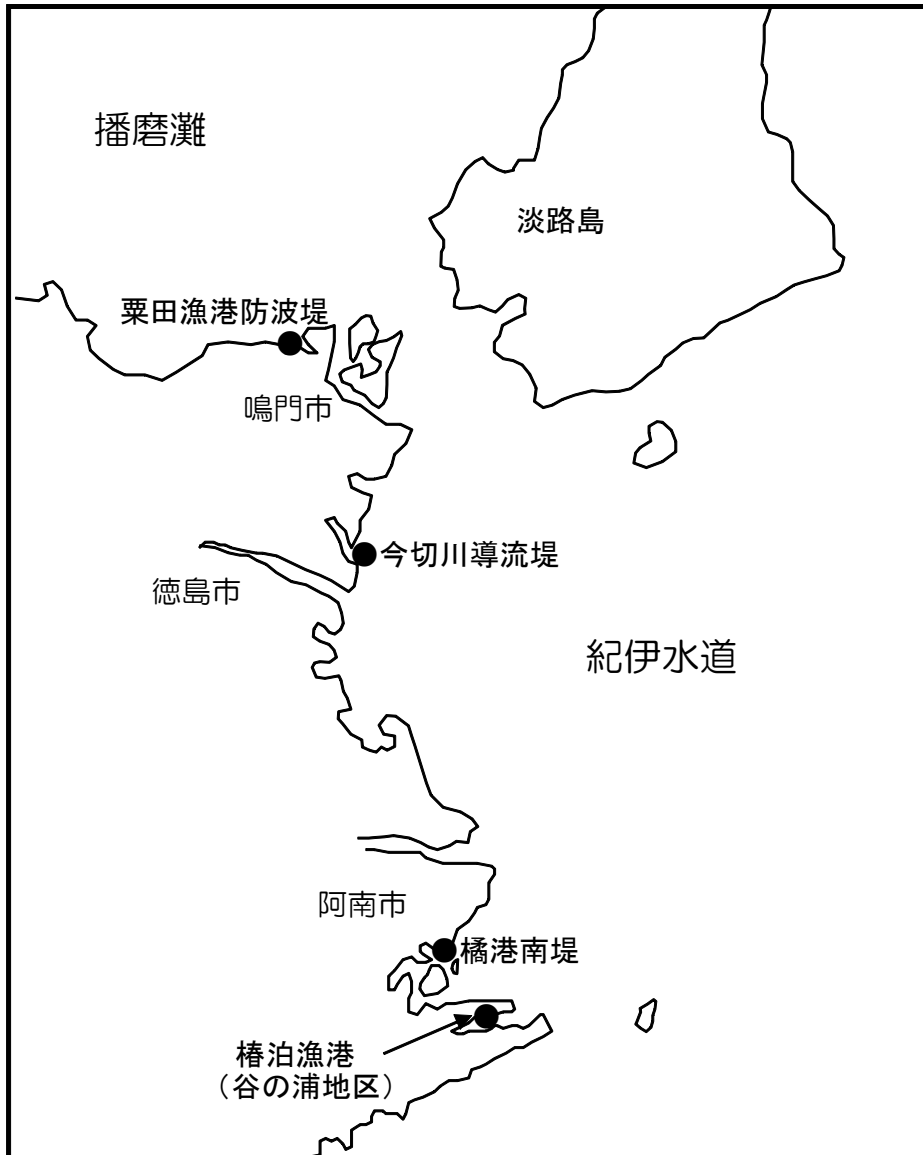 播磨灘
淡路島
粟田漁港防波堤
鳴門市
今切川導流堤
徳島市
紀伊水道
阿南市
橘港南堤
椿泊漁港
（谷の浦地区）